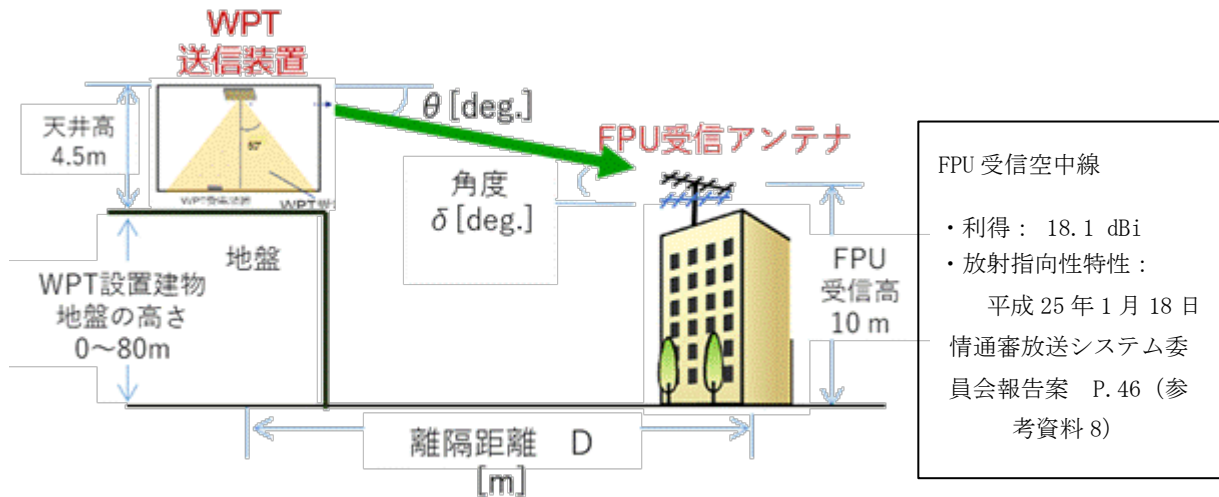 WPT
送信装置
天井高
4.5m
θ [deg.]
FPU受信アンテナ
角度
δ [deg.]
地盤
WPT設置建物
地盤の高さ
0～80m
FPU
受信高
10 m
離隔距離　D
[m]
FPU 受信空中線
・利得： 18.1 dBi
・放射指向性特性：
平成 25 年 1 月 18 日
情通審放送システム委
員会報告案　P.46（参
考資料 8）